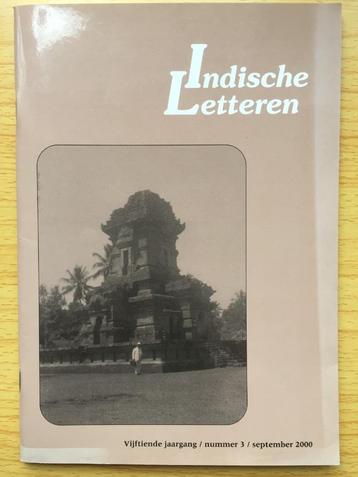 Indische
Letteren
Vijftiende jaargang / nummer 3 / september 2000